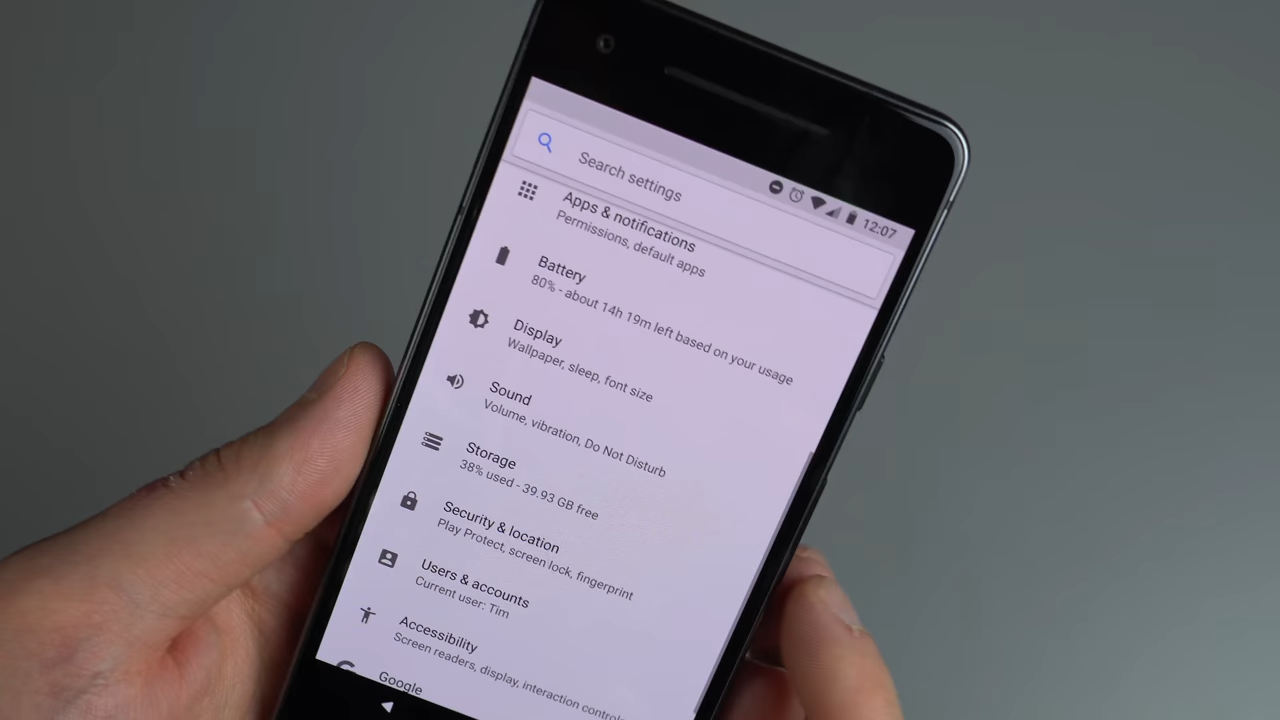 12:07
Search settings
Apps & notifications
Permissions, default apps
Battery
80% - about 14h 19m left based on your usage
Display
Wallpaper, sleep, font size
Sound
Volume, vibration, Do Not Disturb
Storage
38% used - 39.93 GB free
Security & location
Play Protect, screen lock, fingerprint
Users & accounts
Current user: Tim
Accessibility
Screen readers, display, interaction controls
Google